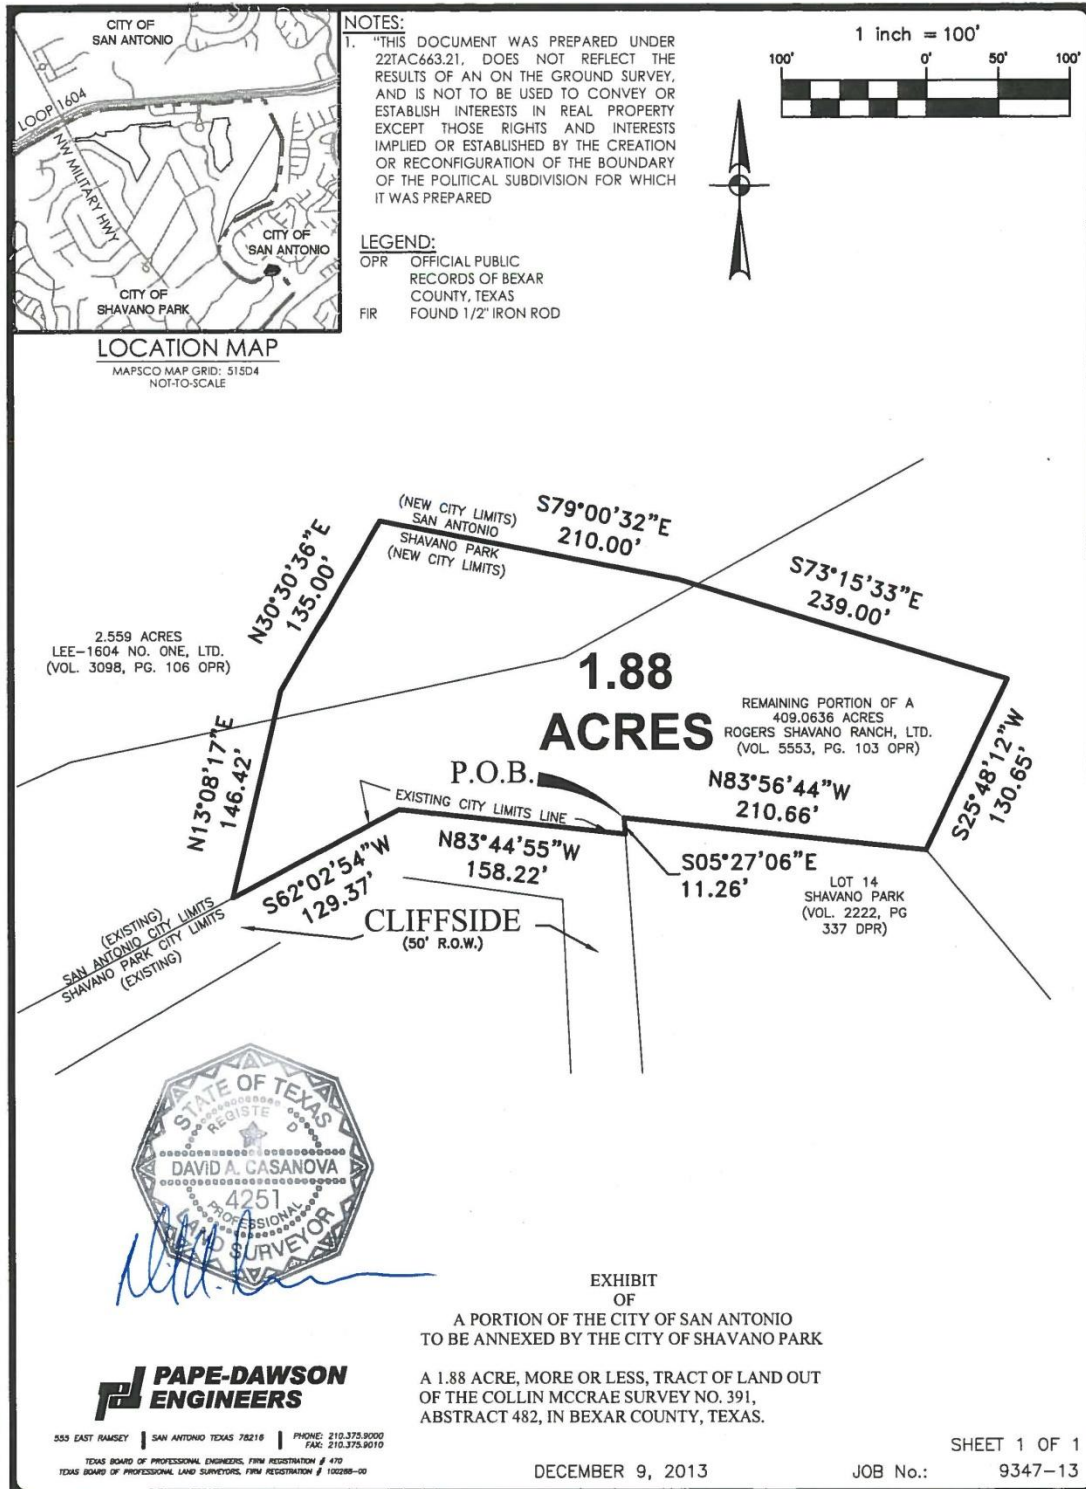 CITY OF
SAN ANTONIO
LOOP 1604
NW MILITARY HWY
CITY OF
SAN ANTONIO
CITY OF
SHAVANO PARK
LOCATION MAP
MAPSCO MAP GRID: 515D4
NOT-TO-SCALE
NOTES:
1. "THIS DOCUMENT WAS PREPARED UNDER
22TAC663.21, DOES NOT REFLECT THE
RESULTS OF AN ON THE GROUND SURVEY,
AND IS NOT TO BE USED TO CONVEY OR
ESTABLISH INTERESTS IN REAL PROPERTY
EXCEPT THOSE RIGHTS AND INTERESTS
IMPLIED OR ESTABLISHED BY THE CREATION
OR RECONFIGURATION OF THE BOUNDARY
OF THE POLITICAL SUBDIVISION FOR WHICH
IT WAS PREPARED
LEGEND:
OPR OFFICIAL PUBLIC
RECORDS OF BEXAR
COUNTY, TEXAS
FIR FOUND 1/2" IRON ROD
1 inch = 100'
100' 0' 50' 100'
(NEW CITY LIMITS)
SAN ANTONIO
SHAVANO PARK
(NEW CITY LIMITS)
S79°00'32"E
210.00'
S73°15'33"E
239.00'
N30°30'36"E
135.00'
2.559 ACRES
LEE-1604 NO. ONE, LTD.
(VOL. 3098, PG. 106 OPR)
1.88
ACRES
REMAINING PORTION OF A
409.0636 ACRES
ROGERS SHAVANO RANCH, LTD.
(VOL. 5553, PG. 103 OPR)
N13°08'17"E
146.42'
P.O.B.
EXISTING CITY LIMITS LINE
N83°56'44"W
210.66'
S25°48'12"W
130.65'
S62°02'54"W
129.37'
N83°44'55"W
158.22'
S05°27'06"E
11.26'
LOT 14
SHAVANO PARK
(VOL. 2222, PG
337 DPR)
CLIFFSIDE
(50' R.O.W.)
(EXISTING)
SAN ANTONIO CITY LIMITS
SHAVANO PARK CITY LIMITS
(EXISTING)
STATE OF TEXAS
REGISTE D
DAVID A. CASANOVA
4251
PROFESSIONAL
LAND SURVEYOR
EXHIBIT
OF
A PORTION OF THE CITY OF SAN ANTONIO
TO BE ANNEXED BY THE CITY OF SHAVANO PARK
A 1.88 ACRE, MORE OR LESS, TRACT OF LAND OUT
OF THE COLLIN MCCRAE SURVEY NO. 391,
ABSTRACT 482, IN BEXAR COUNTY, TEXAS.
PAPE-DAWSON
ENGINEERS
555 EAST RAMSEY | SAN ANTONIO TEXAS 78216 | PHONE: 210.375.9000
FAX: 210.375.9010
TEXAS BOARD OF PROFESSIONAL ENGINEERS, FIRM REGISTRATION # 470
TEXAS BOARD OF PROFESSIONAL LAND SURVEYORS, FIRM REGISTRATION # 100288-00
DECEMBER 9, 2013
SHEET 1 OF 1
JOB No.: 9347-13